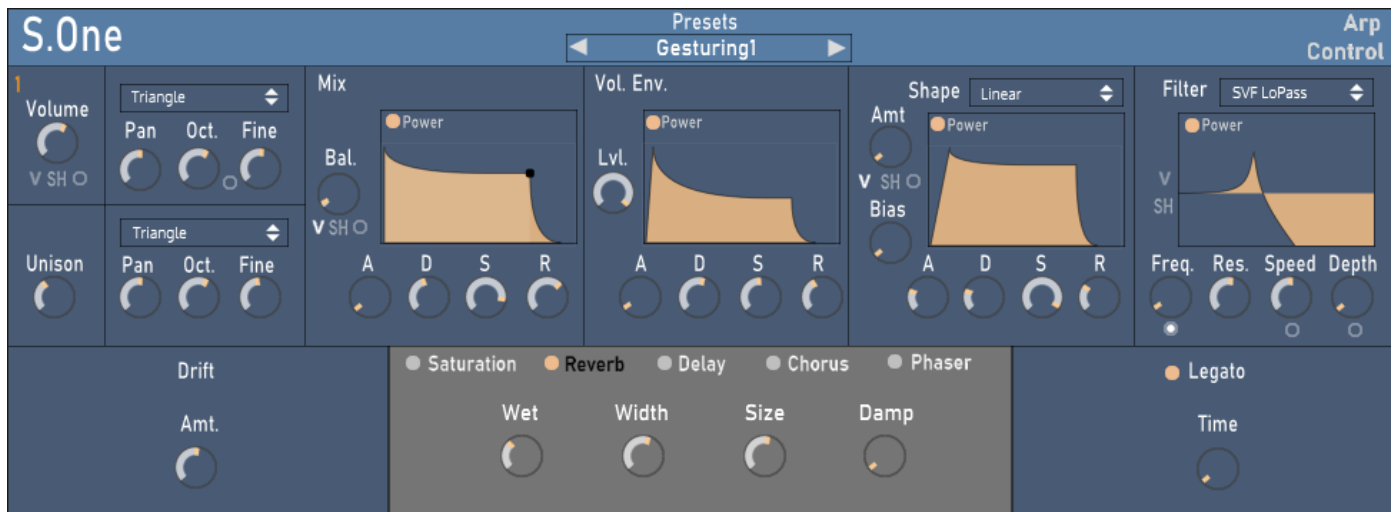 S.One
Presets
Gesturing1
Arp
Control
1
Volume
V SH
Triangle
Pan Oct. Fine
Unison
Triangle
Pan Oct. Fine
Mix
Power
Bal.
V SH
A D S R
Vol. Env.
Power
Lvl.
A D S R
Shape Linear
Amt
Power
V SH
Bias
A D S R
Filter SVF LoPass
Power
V
SH
Freq. Res. Speed Depth
Drift
Amt.
Saturation Reverb Delay Chorus Phaser
Wet Width Size Damp
Legato
Time